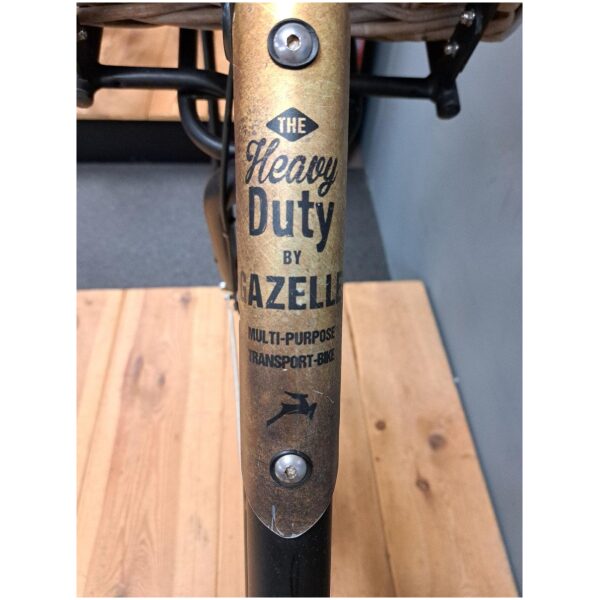 THE
Heavy
Duty
BY
GAZELLE
MULTI-PURPOSE
TRANSPORT-BIKE